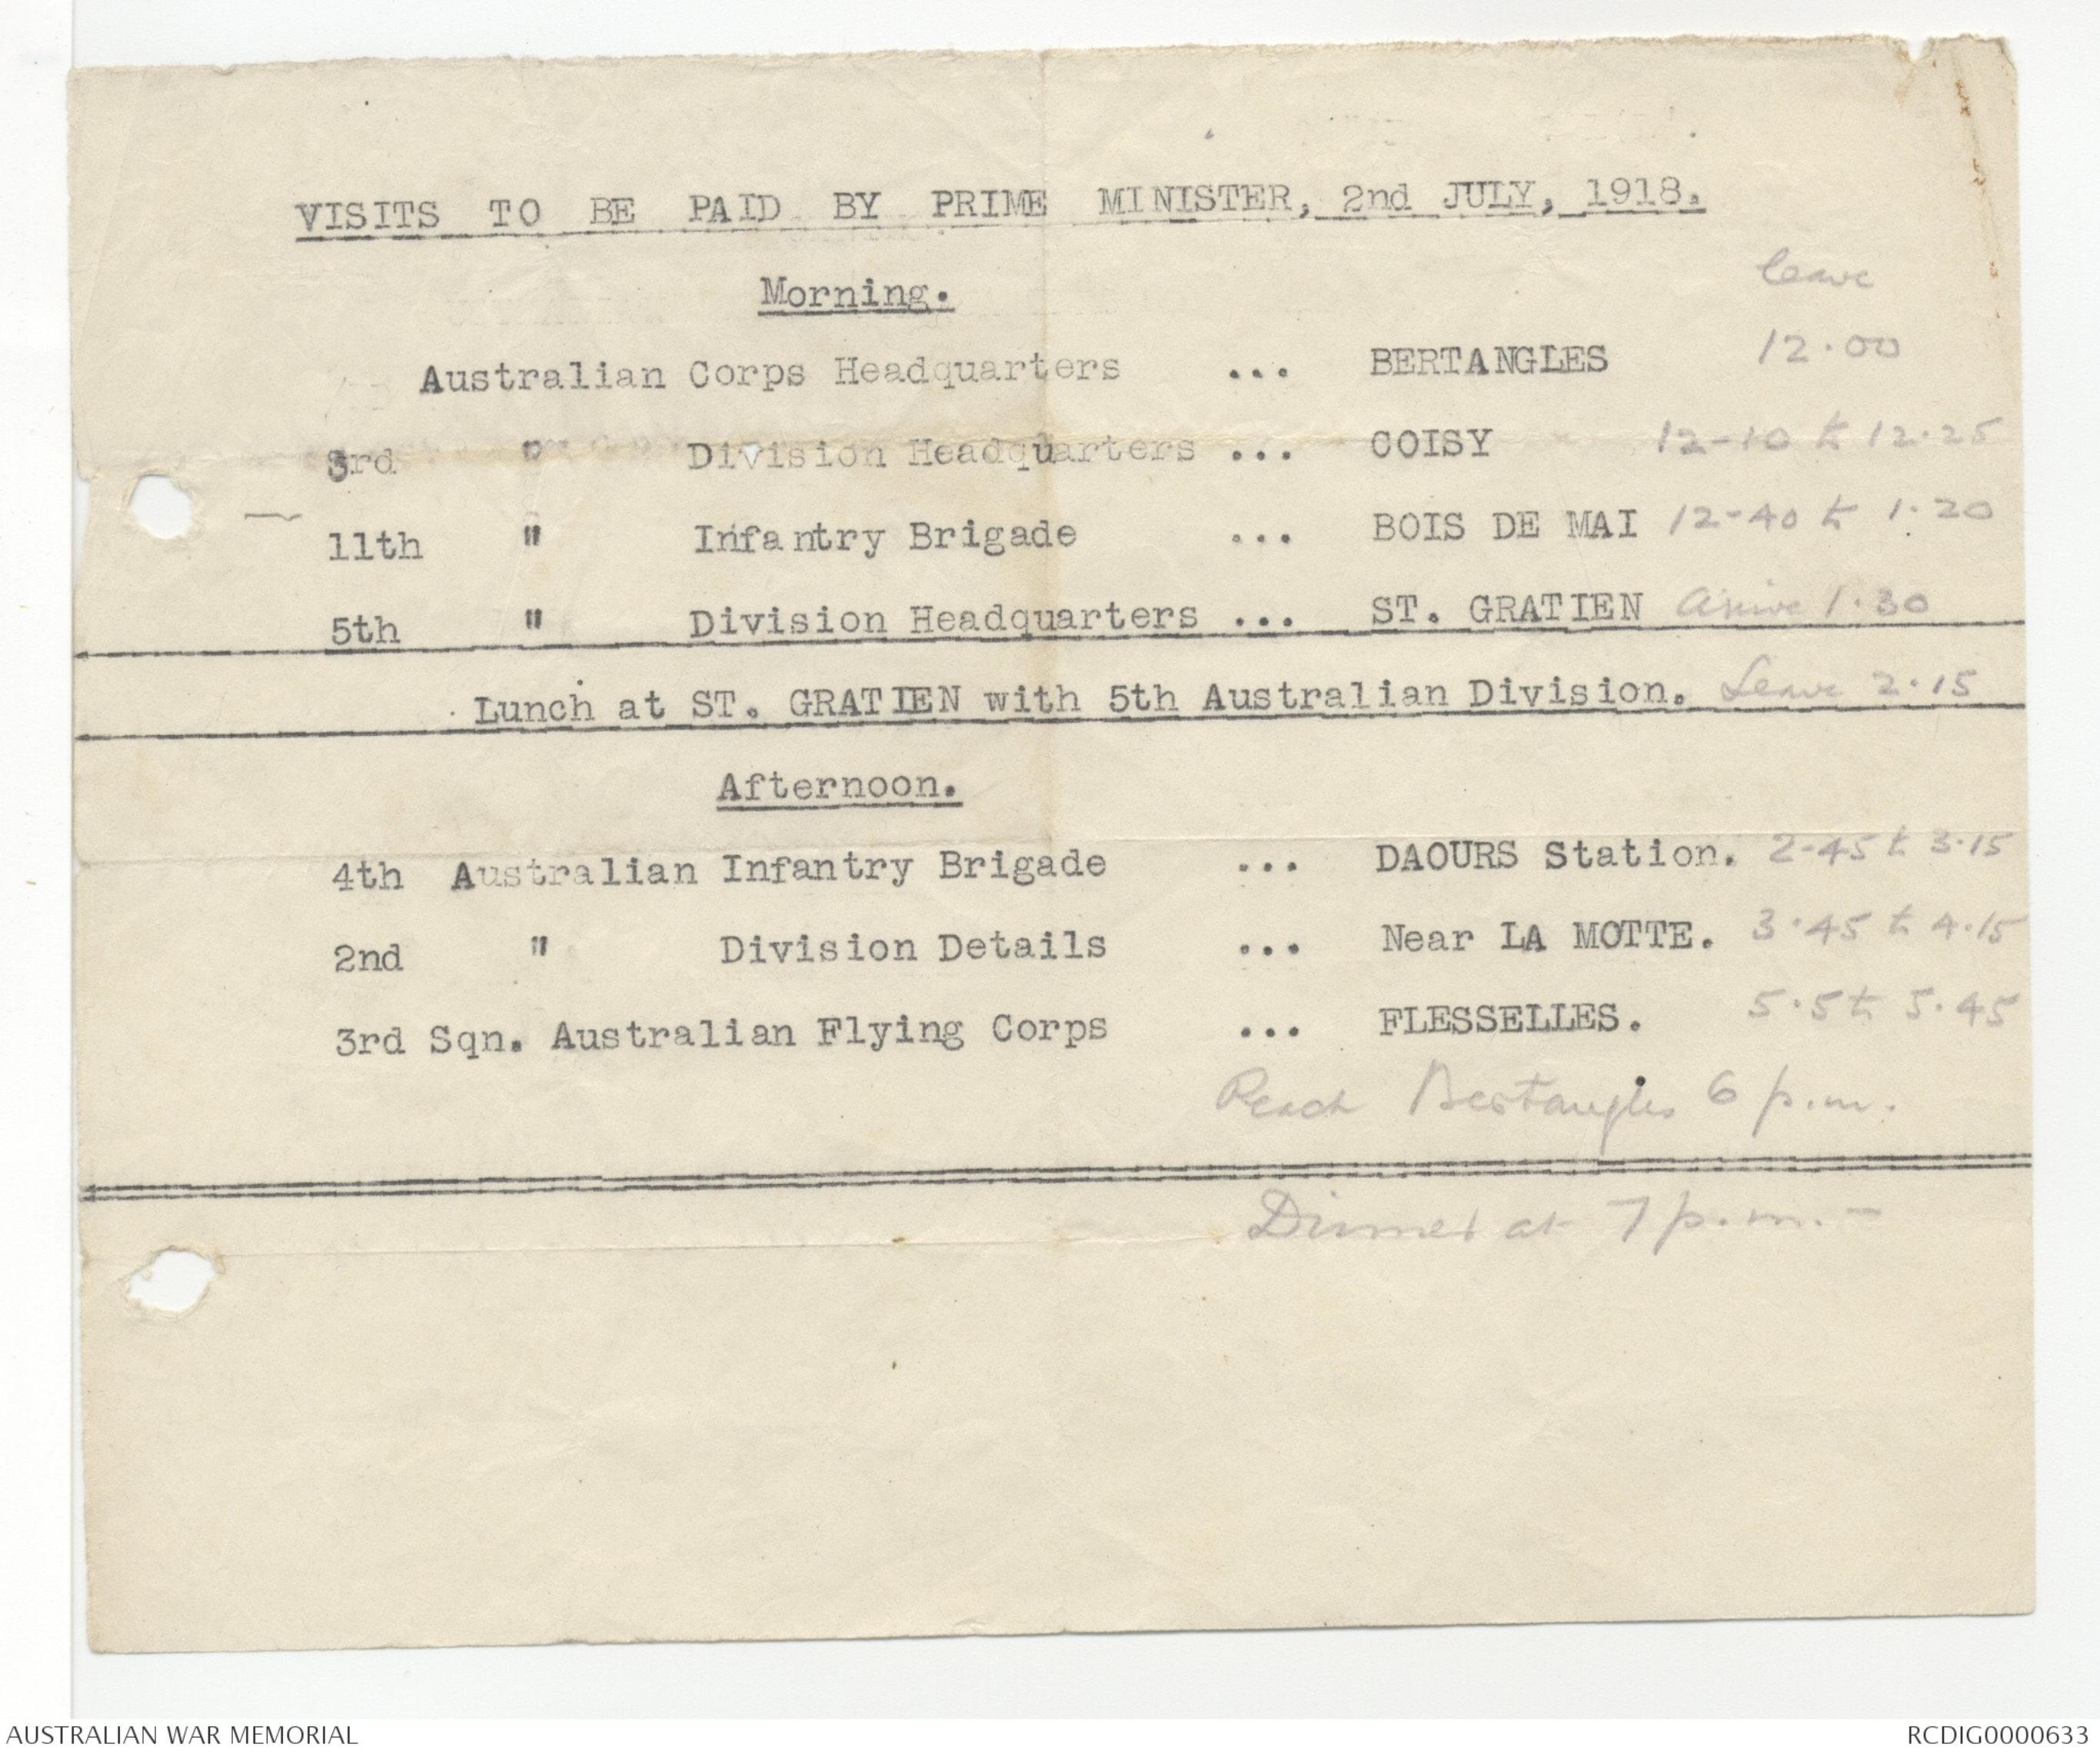 VISITS TO BE PAID BY PRIME MINISTER, 2nd JULY, 1918.
Morning.
leave
Australian Corps Headquarters ... BERTANGLES 12.00
3rd " Division Headquarters ... COISY 12-10 to 12.25
11th " Infantry Brigade ... BOIS DE MAI 12-40 to 1.20
5th " Division Headquarters ... ST. GRATIEN arrive 1.30
Lunch at ST. GRATIEN with 5th Australian Division. Leave 2.15
Afternoon.
4th Australian Infantry Brigade ... DAOURS Station. 2-45 to 3.15
2nd " Division Details ... Near LA MOTTE. 3.45 to 4.15
3rd Sqn. Australian Flying Corps ... FLESSELLES. 5.5 to 5.45
Reach Bertangles 6 p.m.
Dinner at 7 p.m. -
AUSTRALIAN WAR MEMORIAL RCDIG0000633